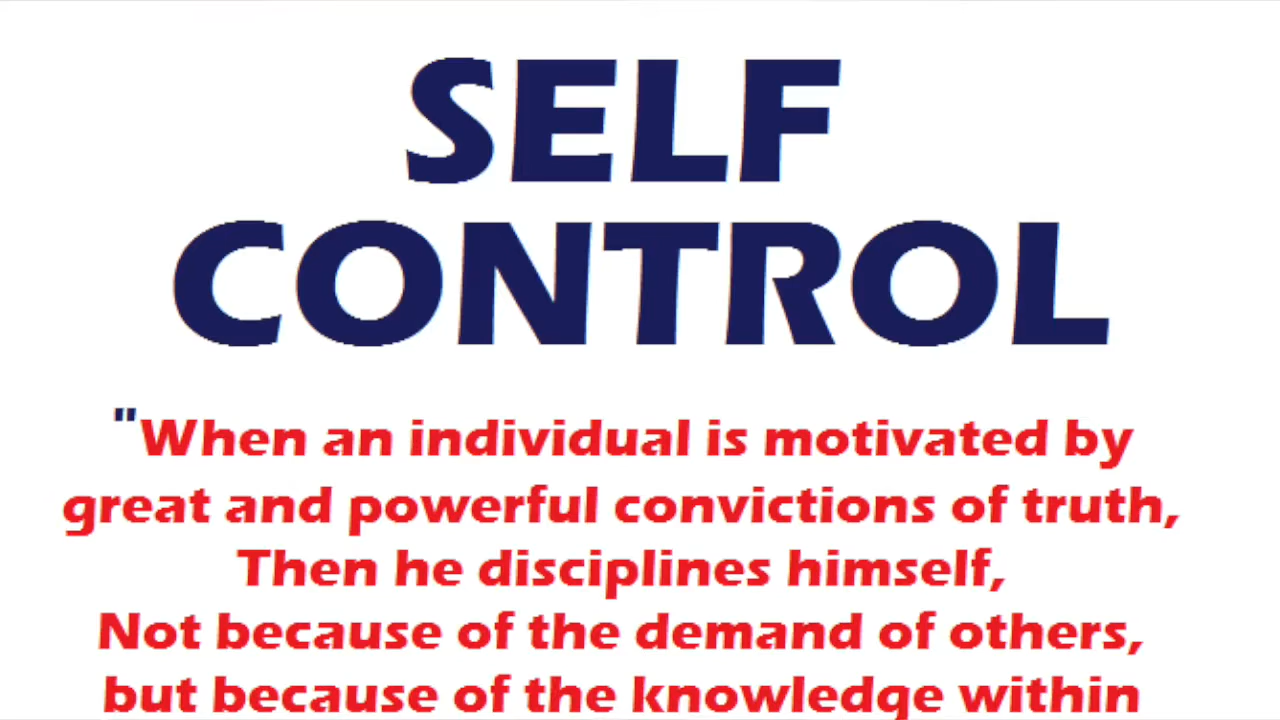 SELF
CONTROL
"When an individual is motivated by
great and powerful convictions of truth,
Then he disciplines himself,
Not because of the demand of others,
but because of the knowledge within